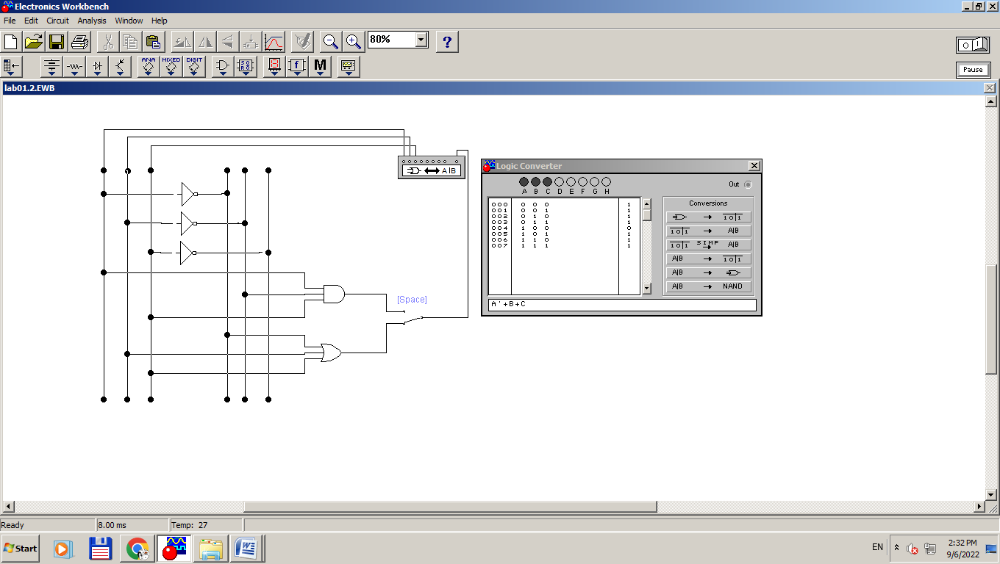 Electronics Workbench
File Edit Circuit Analysis Window Help
80%
?
O I
ANA MIXED DIGIT
f M
Pause
lab01.2.EWB
A|B
Logic Converter
Out
A B C D E F G H
000 0 0 0 1
001 0 0 1 1
002 0 1 0 1
003 0 1 1 1
004 1 0 0 0
005 1 0 1 1
006 1 1 0 1
007 1 1 1 1
Conversions
→ 1 0 1
1 0 1 → A|B
1 0 1 SIMP → A|B
A|B → 1 0 1
A|B →
A|B → NAND
A'+B+C
[Space]
Ready 8.00 ms Temp: 27
Start
EN
2:32 PM
9/6/2022